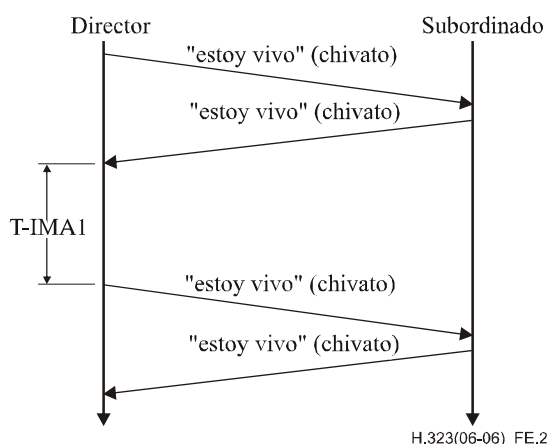 Director Subordinado
"estoy vivo" (chivato)
"estoy vivo" (chivato)
T-IMA1
"estoy vivo" (chivato)
"estoy vivo" (chivato)
H.323(06-06)_FE.2